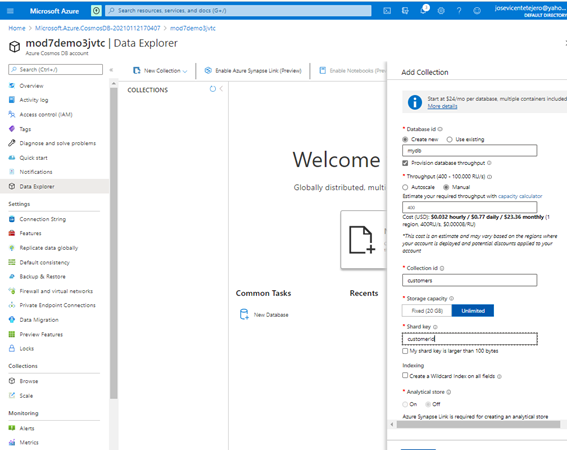 Microsoft Azure
Search resources, services, and docs (G+/)
josevicentetejero@yaho...
DEFAULT DIRECTORY
Home > Microsoft.Azure.CosmosDB-20210112170407 > mod7demo3jvtc
mod7demo3jvtc | Data Explorer
Azure Cosmos DB account
Search (Ctrl+/)
Overview
Activity log
Access control (IAM)
Tags
Diagnose and solve problems
Quick start
Notifications
Data Explorer
Settings
Connection String
Features
Replicate data globally
Default consistency
Backup & Restore
Firewall and virtual networks
Private Endpoint Connections
Data Migration
Preview Features
Locks
Collections
Browse
Scale
Monitoring
Alerts
Metrics
New Collection
Enable Azure Synapse Link (Preview)
Enable Notebooks (Preview)
COLLECTIONS
Welcome
Globally distributed, multi
Common Tasks
Recents
New Database
Add Collection
Start at $24/mo per database, multiple containers included
More details
* Database id
Create new
Use existing
mydb
Provision database throughput
* Throughput (400 - 100,000 RU/s)
Autoscale
Manual
Estimate your required throughput with capacity calculator
400
Cost (USD): $0.032 hourly / $0.77 daily / $23.36 monthly (1
region, 400RU/s, $0.00008/RU)
*This cost is an estimate and may vary based on the regions where
your account is deployed and potential discounts applied to your
account
* Collection id
customers
* Storage capacity
Fixed (20 GB)
Unlimited
* Shard key
customerid
My shard key is larger than 100 bytes
Indexing
Create a Wildcard Index on all fields
* Analytical store
On
Off
Azure Synapse Link is required for creating an analytical store